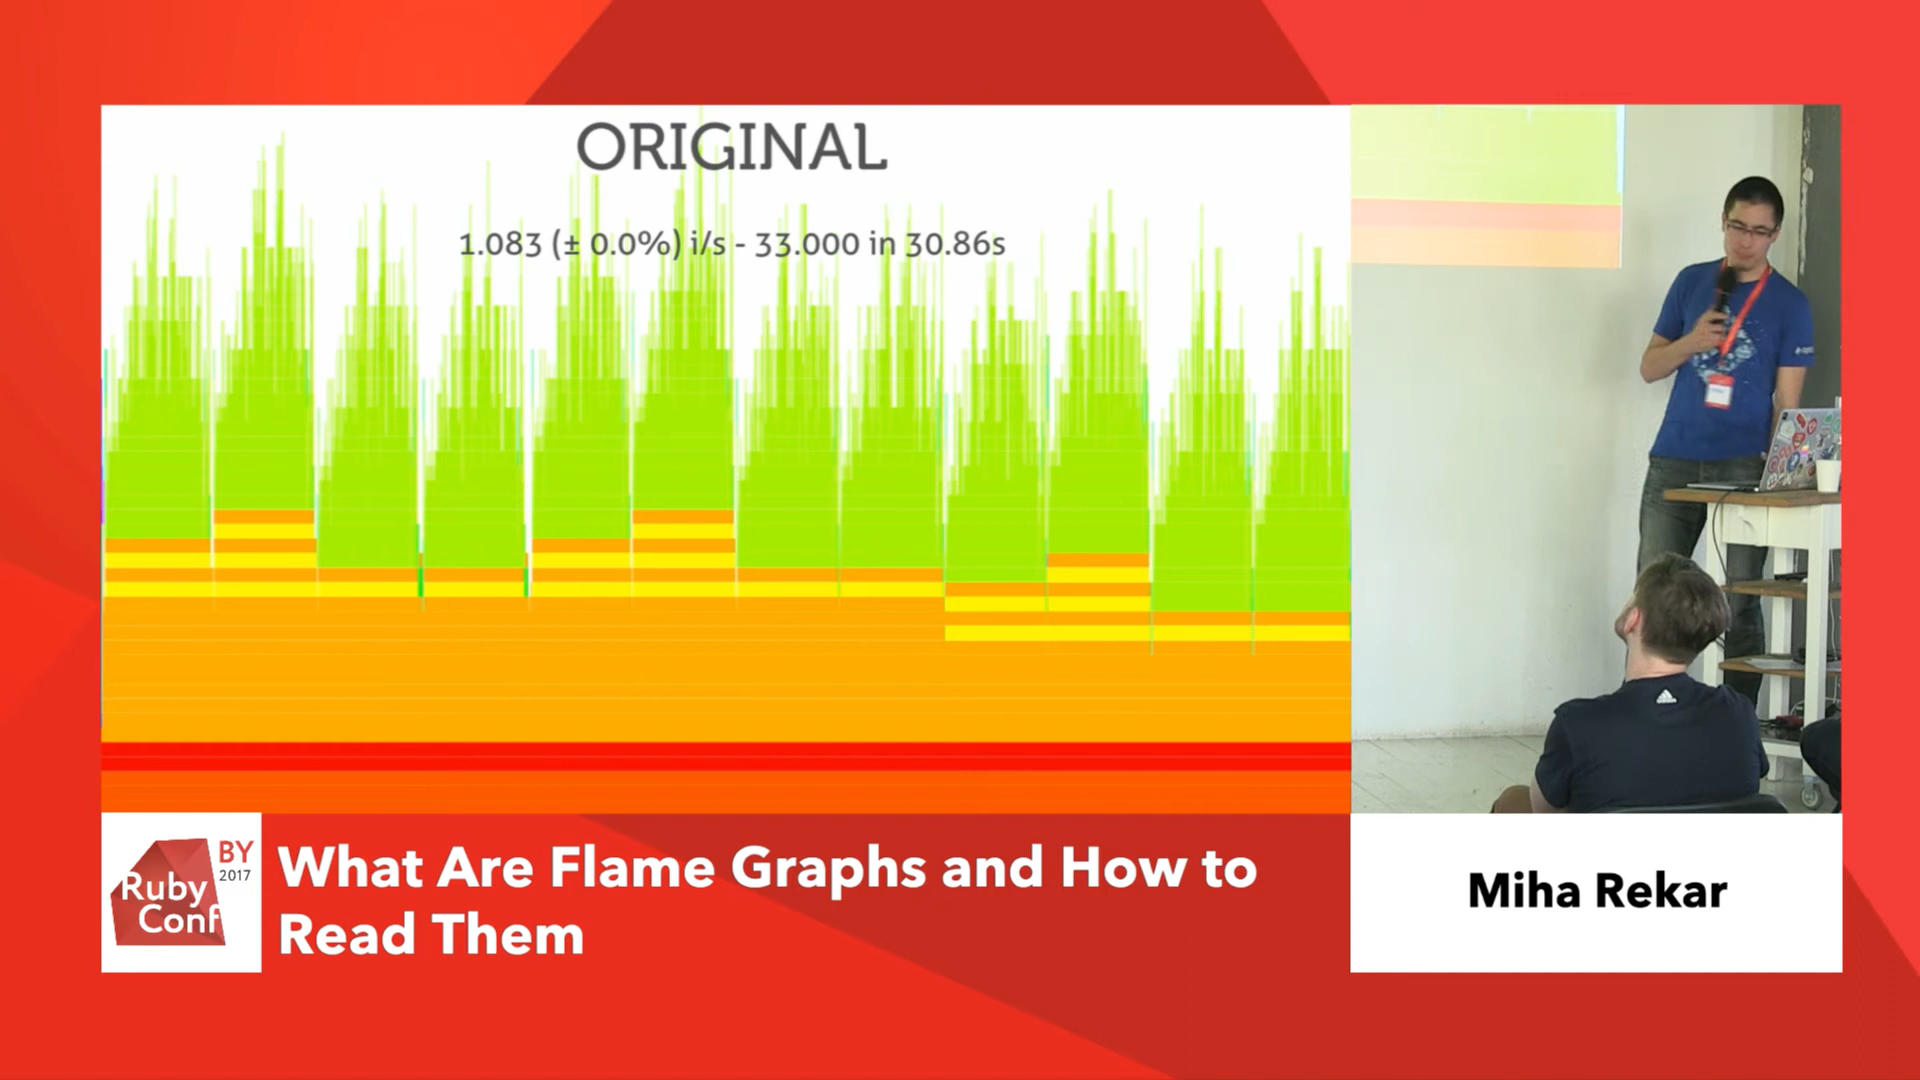 ORIGINAL
1.083 (± 0.0%) i/s - 33.000 in 30.86s
BY
2017
Ruby
Conf
What Are Flame Graphs and How to
Read Them
Miha Rekar